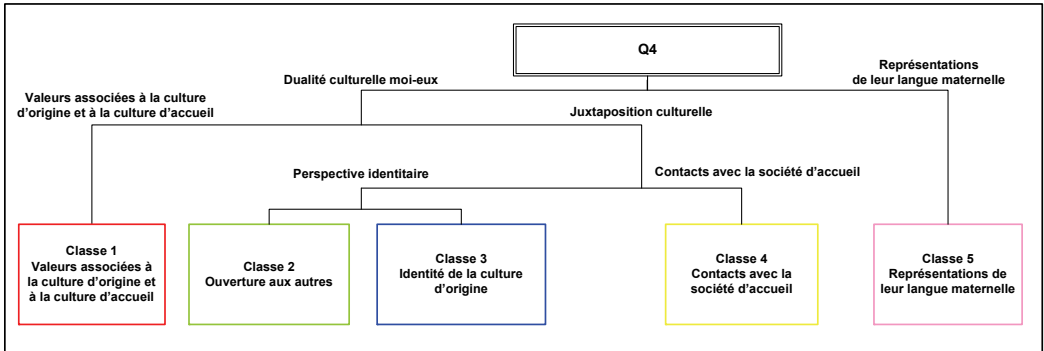 Q4
Dualité culturelle moi-eux
Représentations
de leur langue maternelle
Valeurs associées à la culture
d'origine et à la culture d'accueil
Juxtaposition culturelle
Perspective identitaire
Contacts avec la société d'accueil
Classe 1
Valeurs associées à
la culture d'origine et
à la culture d'accueil
Classe 2
Ouverture aux autres
Classe 3
Identité de la culture
d'origine
Classe 4
Contacts avec la
société d'accueil
Classe 5
Représentations de
leur langue maternelle